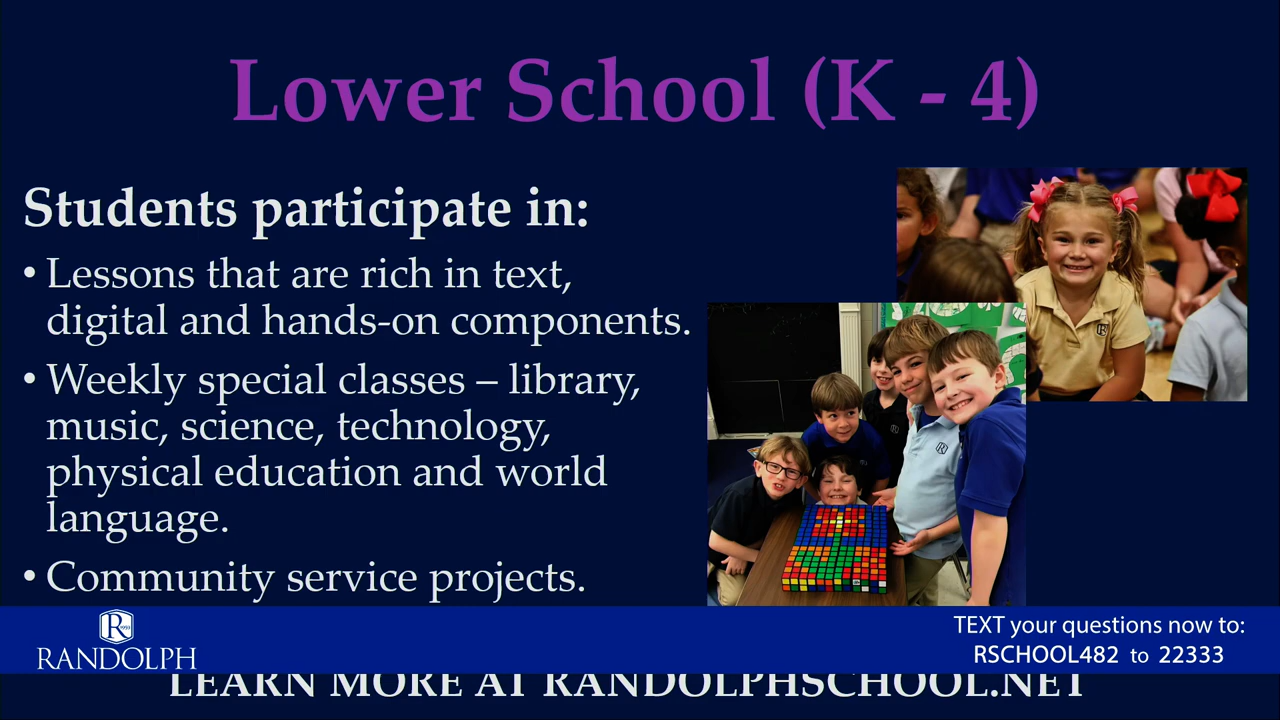 Lower School (K - 4)
Students participate in:
• Lessons that are rich in text,
digital and hands-on components.
• Weekly special classes – library,
music, science, technology,
physical education and world
language.
• Community service projects.
R
RANDOLPH
TEXT your questions now to:
RSCHOOL482 to 22333
LEARN MORE AT RANDOLPHSCHOOL.NET